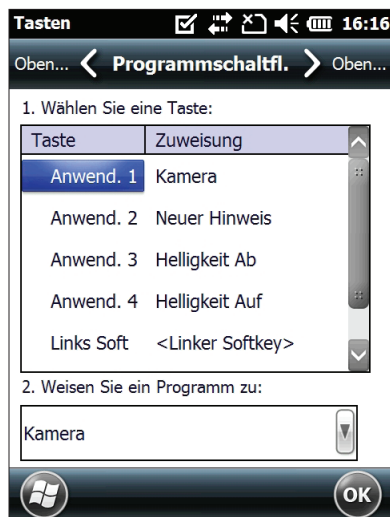 Tasten 16:16
Oben... Programmschaltfl. Oben...
1. Wählen Sie eine Taste:
Taste Zuweisung
Anwend. 1 Kamera
Anwend. 2 Neuer Hinweis
Anwend. 3 Helligkeit Ab
Anwend. 4 Helligkeit Auf
Links Soft <Linker Softkey>
2. Weisen Sie ein Programm zu:
Kamera
OK